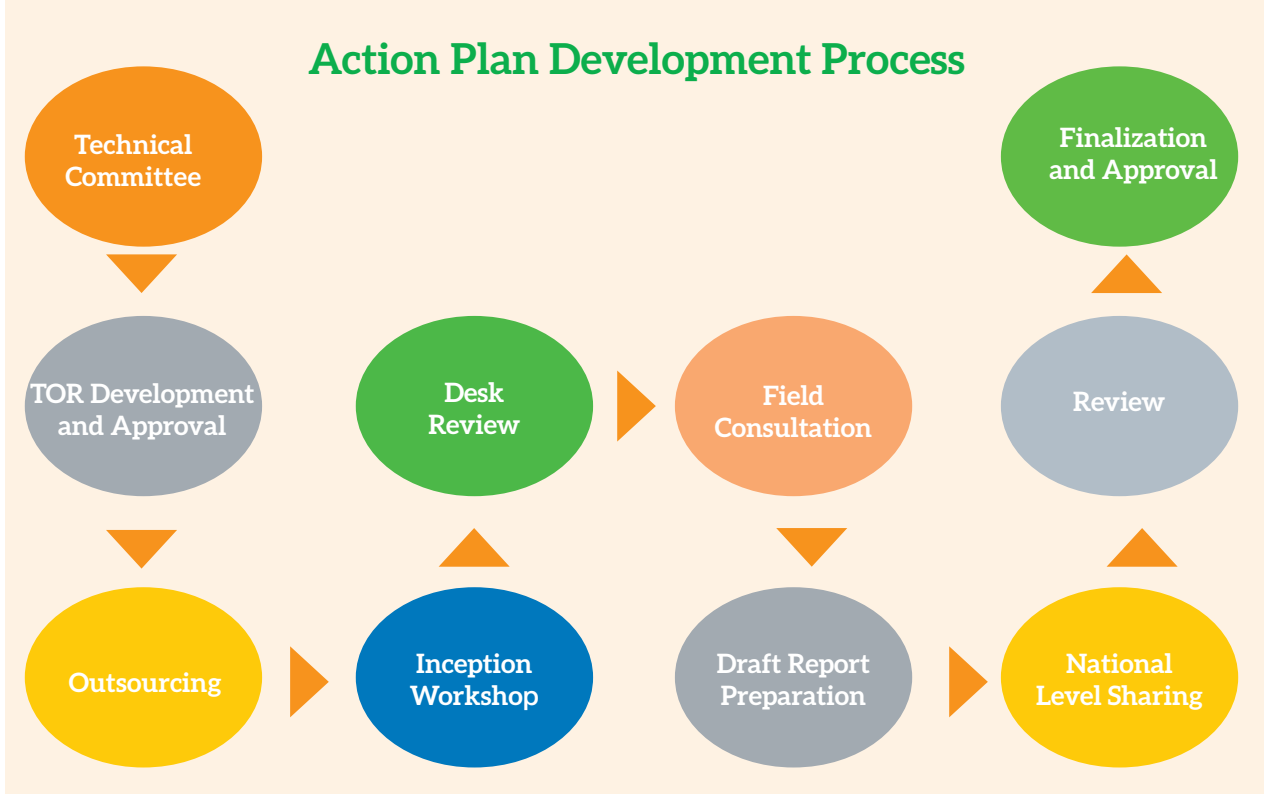 Action Plan Development Process
Technical
Committee
TOR Development
and Approval
Outsourcing
Inception
Workshop
Desk
Review
Field
Consultation
Draft Report
Preparation
National
Level Sharing
Review
Finalization
and Approval